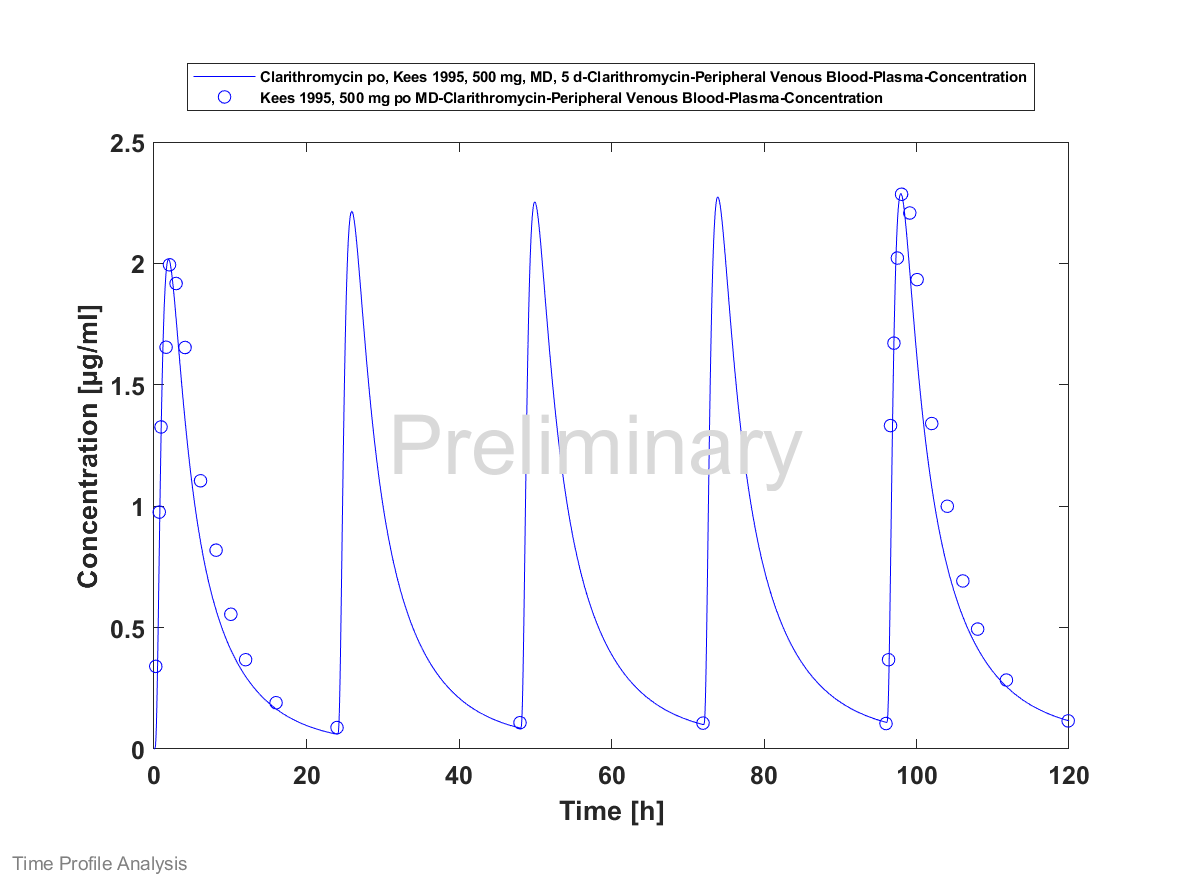 Clarithromycin po, Kees 1995, 500 mg, MD, 5 d-Clarithromycin-Peripheral Venous Blood-Plasma-Concentration
Kees 1995, 500 mg po MD-Clarithromycin-Peripheral Venous Blood-Plasma-Concentration
2.5
2
1.5
1
0.5
0
Concentration [µg/ml]
Preliminary
0 20 40 60 80 100 120
Time [h]
Time Profile Analysis